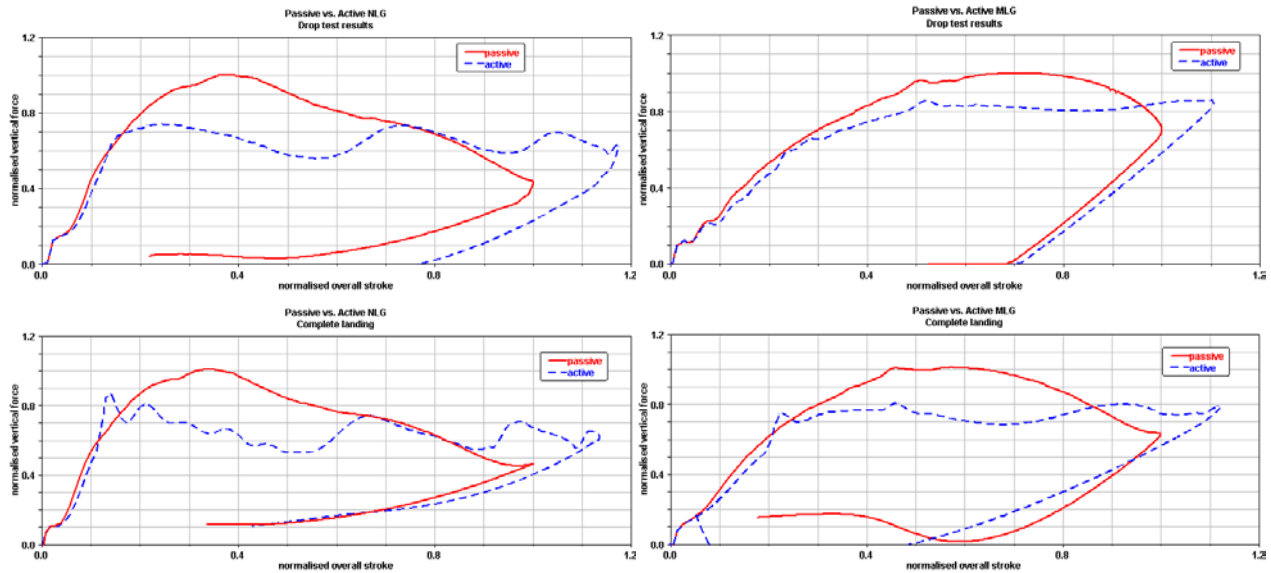 Passive vs. Active NLG
Drop test results
1.2
0.8
0.4
0.0
0.0 0.4 0.8 1.2
normalised vertical force
normalised overall stroke
passive
active
Passive vs. Active MLG
Drop test results
1.2
0.8
0.4
0.0
0.0 0.4 0.8 1.2
normalised vertical force
normalised overall stroke
passive
active
Passive vs. Active NLG
Complete landing
1.2
0.8
0.4
0.0
0.0 0.4 0.8 1.2
normalised vertical force
normalised overall stroke
passive
active
Passive vs. Active MLG
Complete landing
1.2
0.8
0.4
0.0
0.0 0.4 0.8 1.2
normalised vertical force
normalised overall stroke
passive
active